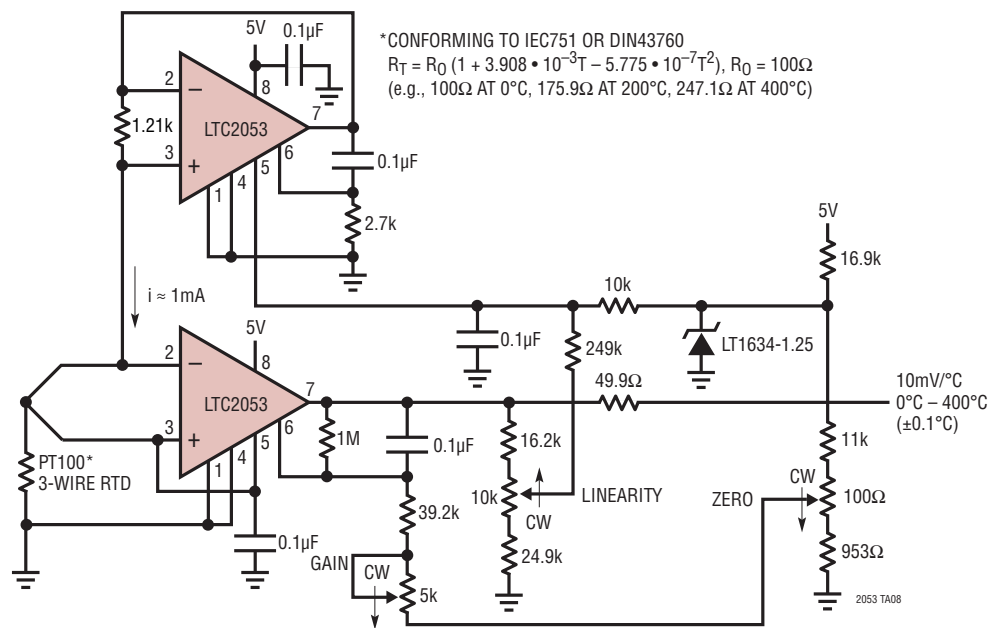 5V
0.1µF
*CONFORMING TO IEC751 OR DIN43760
R_T = R_O (1 + 3.908 • 10⁻³T – 5.775 • 10⁻⁷T²), R_O = 100Ω
(e.g., 100Ω AT 0°C, 175.9Ω AT 200°C, 247.1Ω AT 400°C)
2
–
8
1.21k
LTC2053
7
3
+
6
5
4
1
0.1µF
2.7k
5V
16.9k
i ≈ 1mA
10k
0.1µF
249k
LT1634-1.25
5V
2
–
8
LTC2053
7
49.9Ω
10mV/°C
0°C – 400°C
(±0.1°C)
3
+
6
5
4
1
1M
0.1µF
16.2k
11k
PT100*
3-WIRE RTD
10k
LINEARITY
CW
ZERO
CW
100Ω
39.2k
0.1µF
24.9k
953Ω
GAIN
CW
5k
2053 TA08